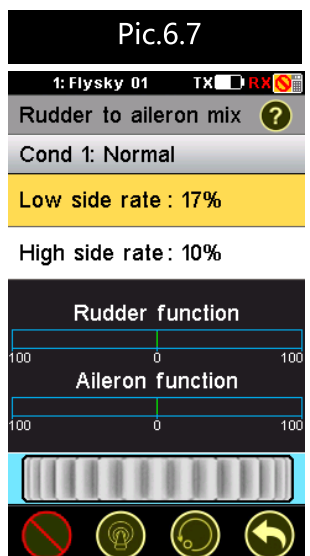 Pic.6.7
1: Flysky 01 TX RX
Rudder to aileron mix ?
Cond 1: Normal
Low side rate : 17%
High side rate : 10%
Rudder function
100 0 100
Aileron function
100 0 100